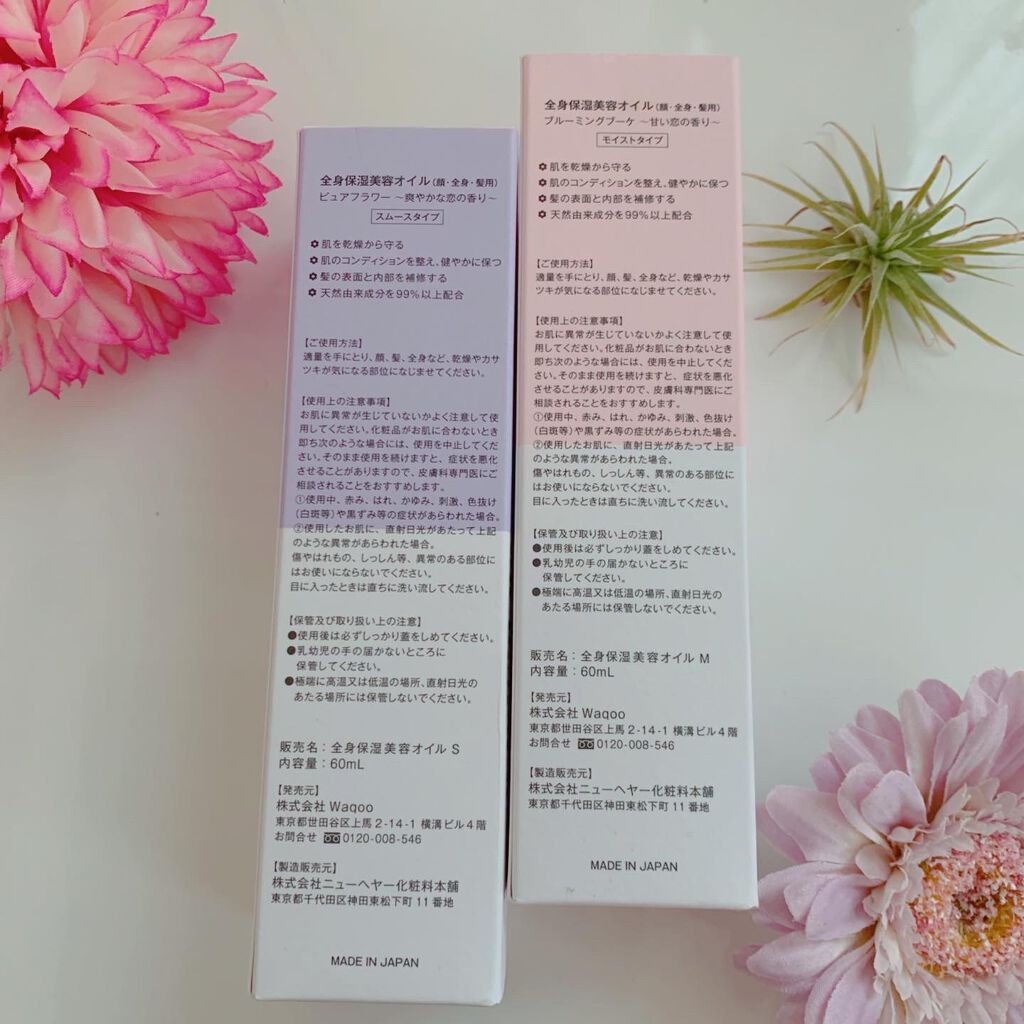 全身保湿美容オイル（顔・全身・髪用）
ピュアフラワー ～爽やかな恋の香り～
スムースタイプ
✿肌を乾燥から守る
✿肌のコンディションを整え、健やかに保つ
✿髪の表面と内部を補修する
✿天然由来成分を99％以上配合
【ご使用方法】
適量を手にとり、顔、髪、全身など、乾燥やカサ
ツキが気になる部位になじませてください。
【使用上の注意事項】
お肌に異常が生じていないかよく注意して使
用してください。化粧品がお肌に合わないとき
即ち次のような場合には、使用を中止してくだ
さい。そのまま使用を続けますと、症状を悪化
させることがありますので、皮膚科専門医にご
相談されることをおすすめします。
①使用中、赤み、はれ、かゆみ、刺激、色抜け
（白斑等）や黒ずみ等の症状があらわれた場合。
②使用したお肌に、直射日光があたって上記
のような異常があらわれた場合。
傷やはれもの、しっしん等、異常のある部位に
はお使いにならないでください。
目に入ったときは直ちに洗い流してください。
【保管及び取り扱い上の注意】
●使用後は必ずしっかり蓋をしめてください。
●乳幼児の手の届かないところに
保管してください。
●極端に高温又は低温の場所、直射日光の
あたる場所には保管しないでください。
販売名：全身保湿美容オイル S
内容量：60mL
【発売元】
株式会社 Waqoo
東京都世田谷区上馬 2-14-1 横溝ビル４階
お問合せ 0120-008-546
【製造販売元】
株式会社ニューヘヤー化粧料本舗
東京都千代田区神田東松下町 11 番地
MADE IN JAPAN
全身保湿美容オイル（顔・全身・髪用）
ブルーミングブーケ ～甘い恋の香り～
モイストタイプ
✿肌を乾燥から守る
✿肌のコンディションを整え、健やかに保つ
✿髪の表面と内部を補修する
✿天然由来成分を99％以上配合
【ご使用方法】
適量を手にとり、顔、髪、全身など、乾燥やカサ
ツキが気になる部位になじませてください。
【使用上の注意事項】
お肌に異常が生じていないかよく注意して使
用してください。化粧品がお肌に合わないとき
即ち次のような場合には、使用を中止してくだ
さい。そのまま使用を続けますと、症状を悪化
させることがありますので、皮膚科専門医にご
相談されることをおすすめします。
①使用中、赤み、はれ、かゆみ、刺激、色抜け
（白斑等）や黒ずみ等の症状があらわれた場合。
②使用したお肌に、直射日光があたって上記
のような異常があらわれた場合。
傷やはれもの、しっしん等、異常のある部位に
はお使いにならないでください。
目に入ったときは直ちに洗い流してください。
【保管及び取り扱い上の注意】
●使用後は必ずしっかり蓋をしめてください。
●乳幼児の手の届かないところに
保管してください。
●極端に高温又は低温の場所、直射日光の
あたる場所には保管しないでください。
販売名：全身保湿美容オイル M
内容量：60mL
【発売元】
株式会社 Waqoo
東京都世田谷区上馬 2-14-1 横溝ビル４階
お問合せ 0120-008-546
【製造販売元】
株式会社ニューヘヤー化粧料本舗
東京都千代田区神田東松下町 11 番地
MADE IN JAPAN